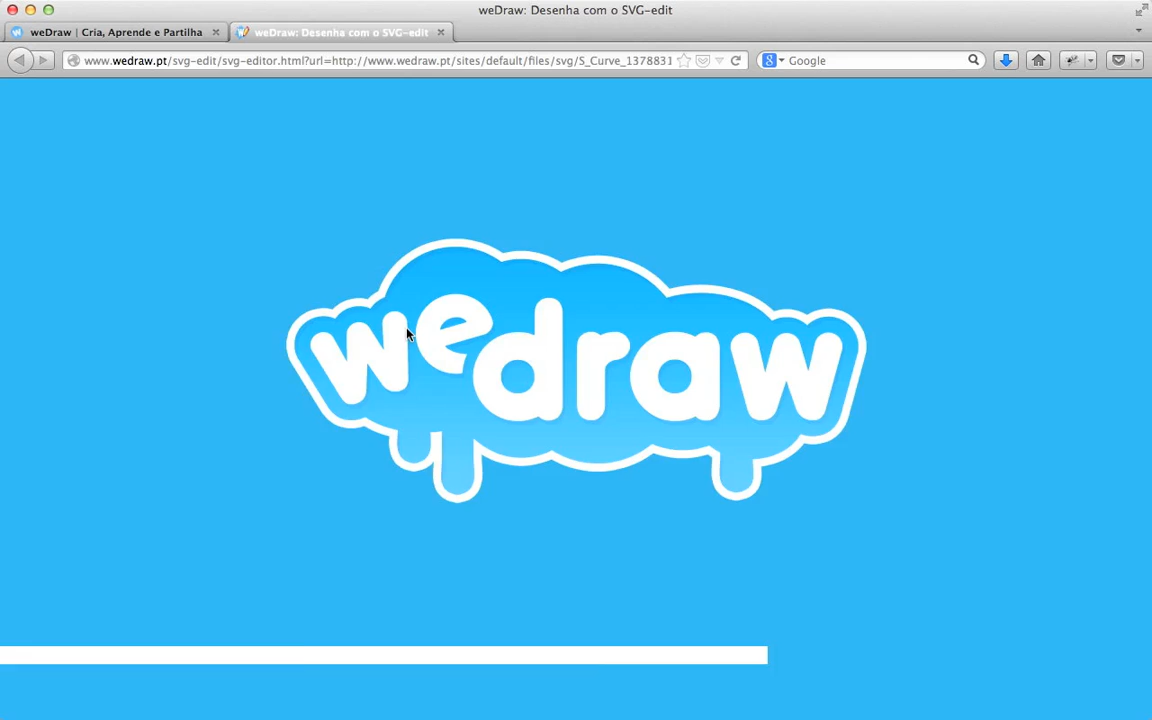 weDraw: Desenha com o SVG-edit
weDraw | Cria, Aprende e Partilha
weDraw: Desenha com o SVG-edit
www.wedraw.pt/svg-edit/svg-editor.html?url=http://www.wedraw.pt/sites/default/files/svg/S_Curve_1378831
Google
wedraw